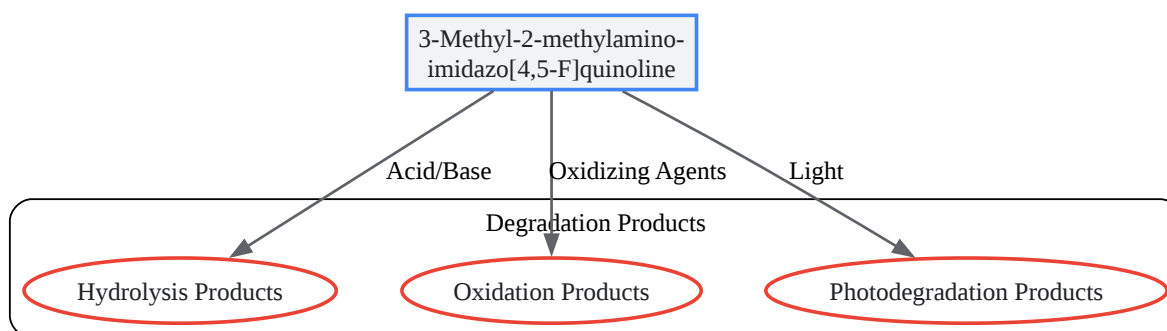 3-Methyl-2-methylamino-
imidazo[4,5-F]quinoline
Acid/Base
Oxidizing Agents
Light
Degradation Products
Hydrolysis Products
Oxidation Products
Photodegradation Products